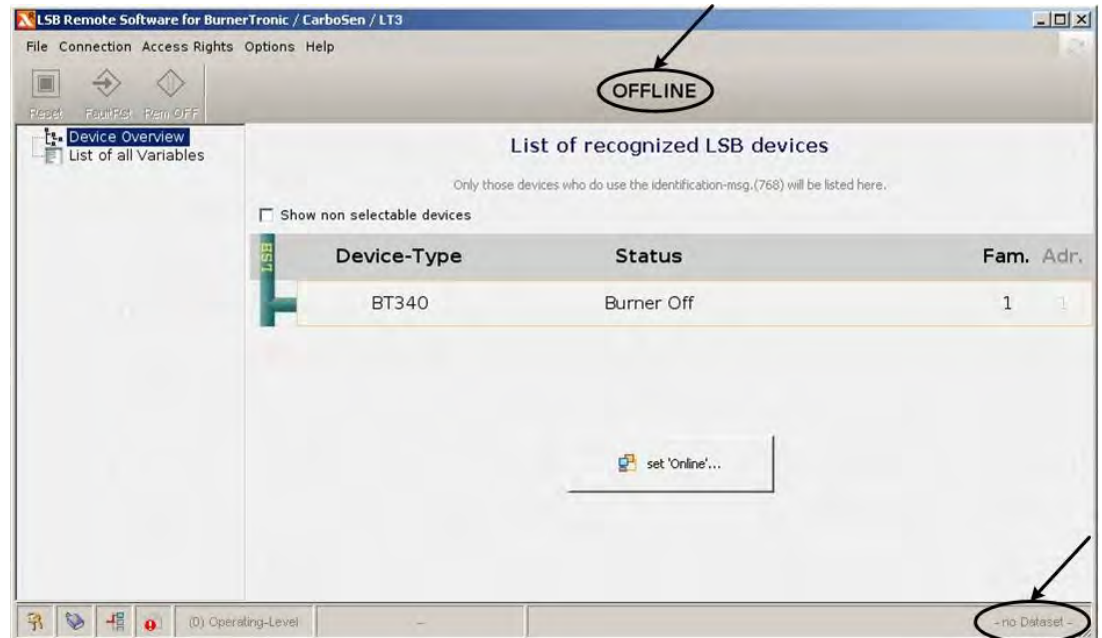 LSB Remote Software for BurnerTronic / CarboSen / LT3
File Connection Access Rights Options Help
OFFLINE
Reset FaultRst Rem OFF
Device Overview
List of all Variables
List of recognized LSB devices
Only those devices who do use the identification-msg.(768) will be listed here.
Show non selectable devices
LSB
Device-Type Status Fam. Adr.
BT340 Burner Off 1 1
set 'Online'...
(0) Operating-Level - - no Dataset -